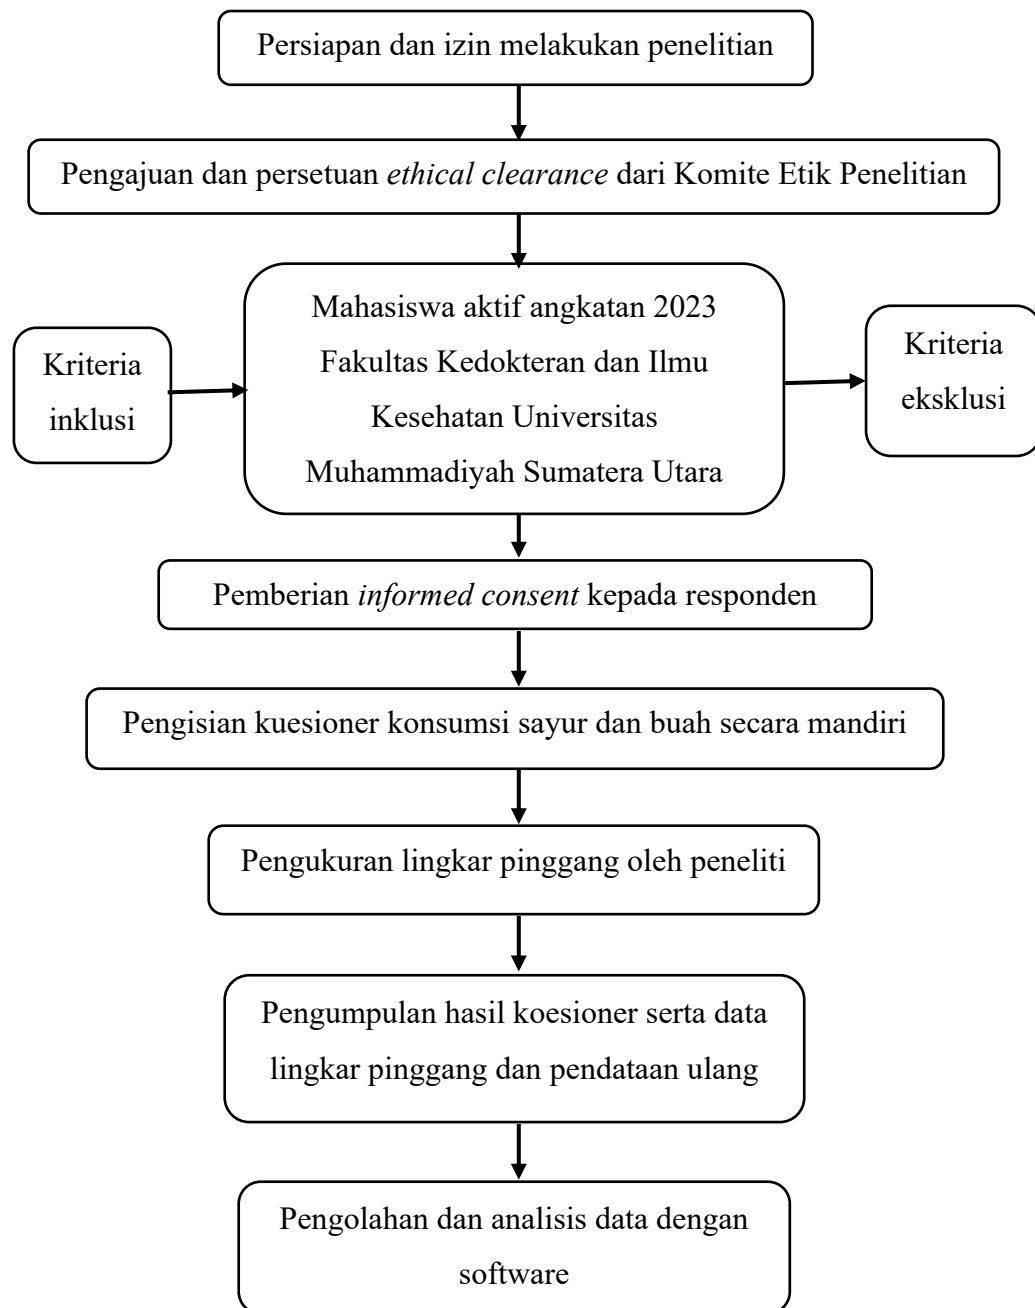 Persiapan dan izin melakukan penelitian
Pengajuan dan persetuan ethical clearance dari Komite Etik Penelitian
Mahasiswa aktif angkatan 2023
Fakultas Kedokteran dan Ilmu
Kesehatan Universitas
Muhammadiyah Sumatera Utara
Kriteria
inklusi
Kriteria
eksklusi
Pemberian informed consent kepada responden
Pengisian kuesioner konsumsi sayur dan buah secara mandiri
Pengukuran lingkar pinggang oleh peneliti
Pengumpulan hasil koesioner serta data
lingkar pinggang dan pendataan ulang
Pengolahan dan analisis data dengan
software